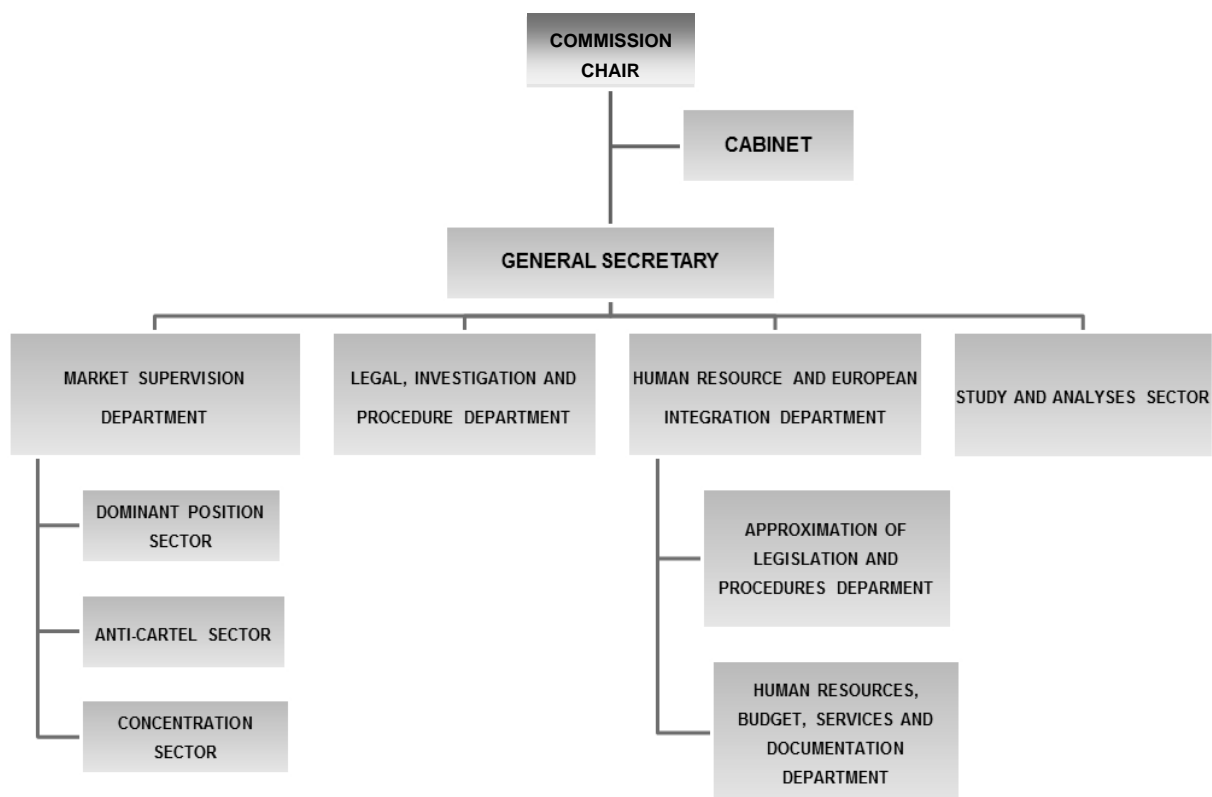 COMMISSION
CHAIR
CABINET
GENERAL SECRETARY
MARKET SUPERVISION
DEPARTMENT
LEGAL, INVESTIGATION AND
PROCEDURE DEPARTMENT
HUMAN RESOURCE AND EUROPEAN
INTEGRATION DEPARTMENT
STUDY AND ANALYSES SECTOR
DOMINANT POSITION
SECTOR
ANTI-CARTEL SECTOR
CONCENTRATION
SECTOR
APPROXIMATION OF
LEGISLATION AND
PROCEDURES DEPARMENT
HUMAN RESOURCES,
BUDGET, SERVICES AND
DOCUMENTATION
DEPARTMENT